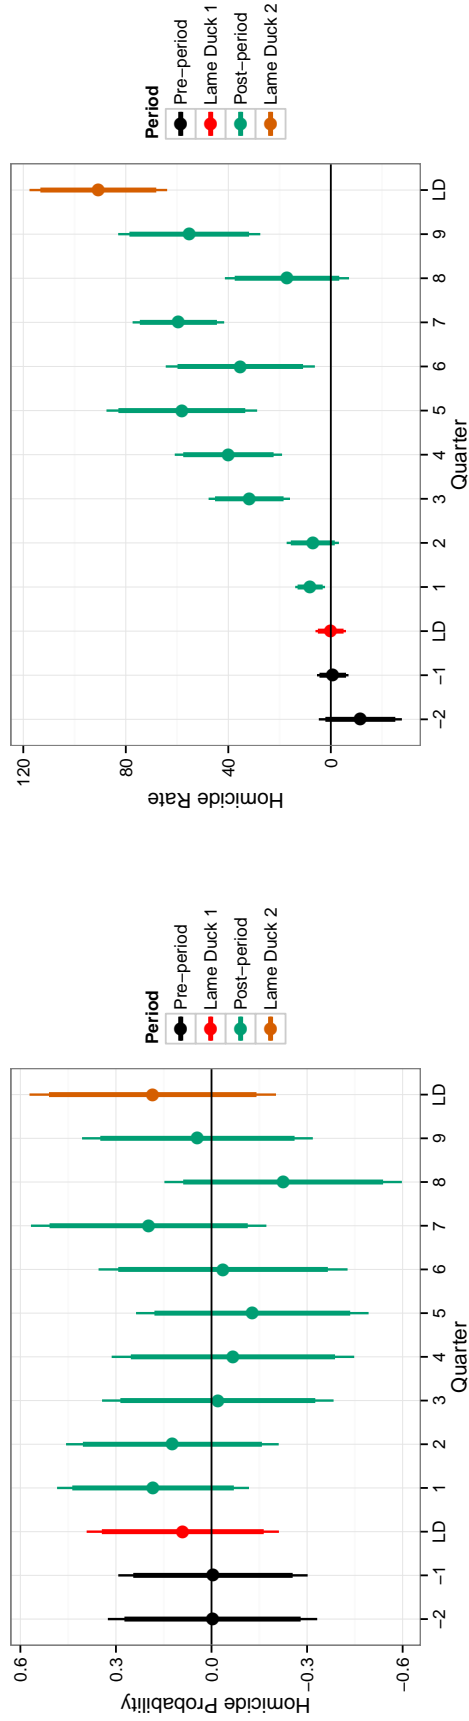 Homicide Probability
0.6
0.3
0.0
−0.3
−0.6
−2
−1
LD
1
2
3
4
5
6
7
8
9
LD
Quarter
Period
Pre−period
Lame Duck 1
Post−period
Lame Duck 2
Homicide Rate
120
80
40
0
−2
−1
LD
1
2
3
4
5
6
7
8
9
LD
Quarter
Period
Pre−period
Lame Duck 1
Post−period
Lame Duck 2